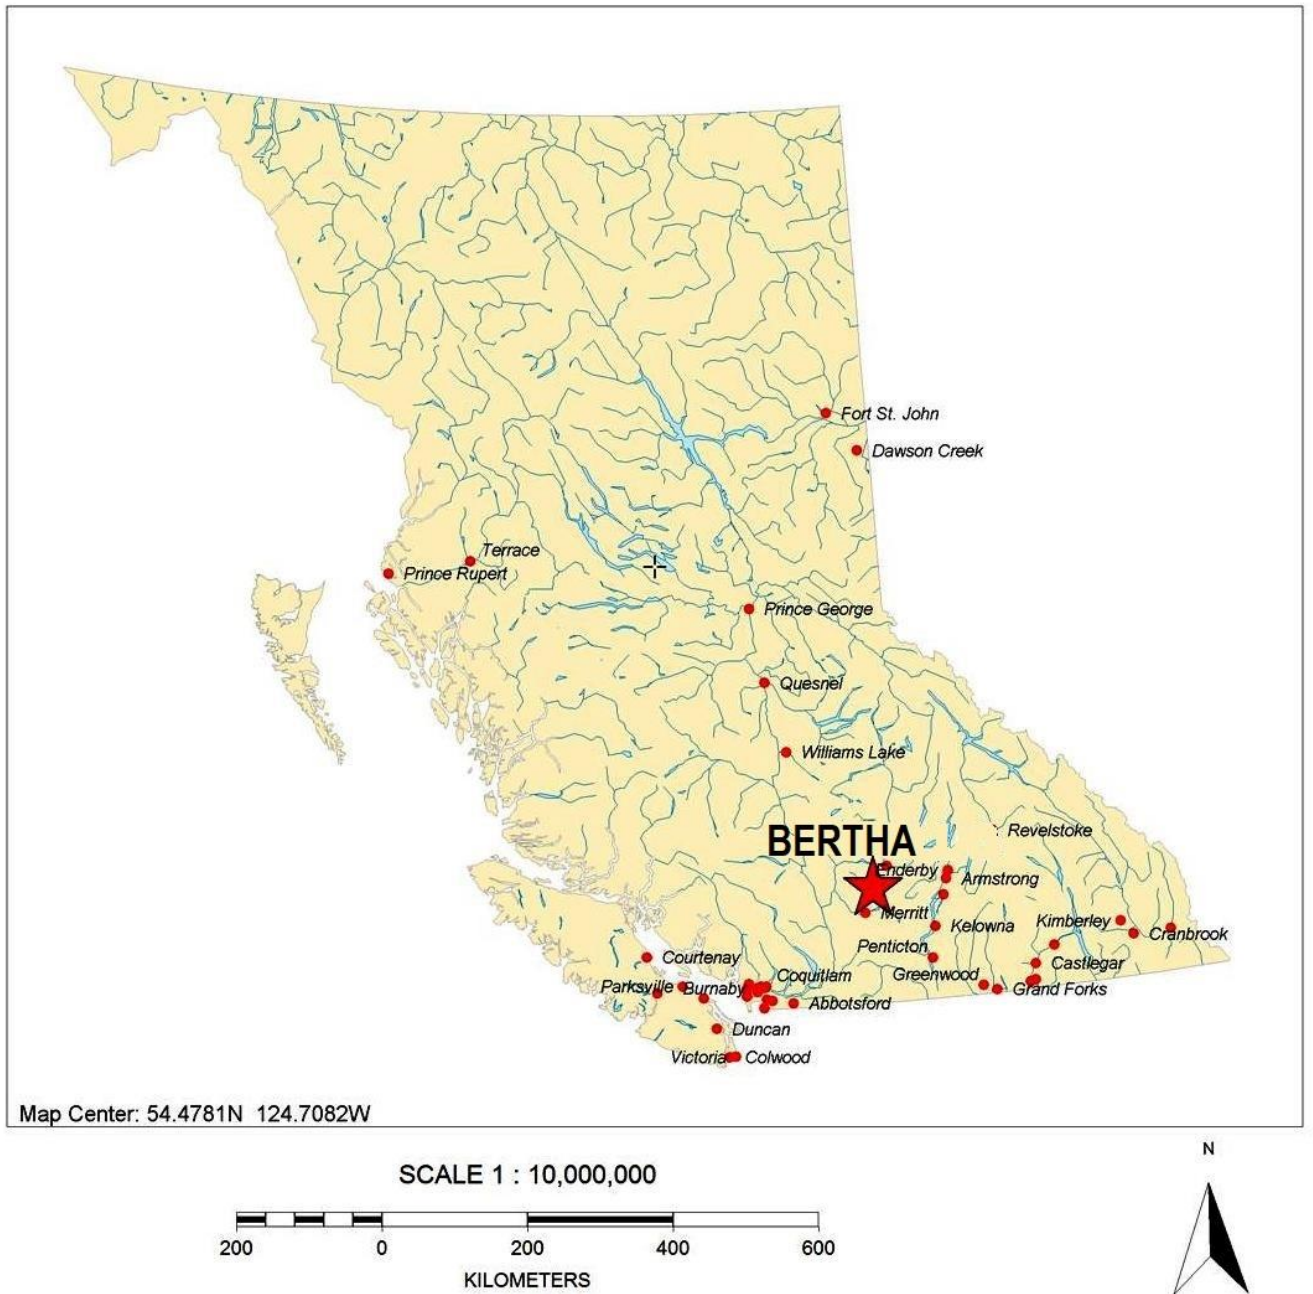 Fort St. John
Dawson Creek
Terrace
Prince Rupert
Prince George
Quesnel
Williams Lake
Revelstoke
BERTHA
Enderby
Armstrong
Merritt
Kelowna
Kimberley
Cranbrook
Penticton
Courtenay
Castlegar
Greenwood
Coquitlam
Parksville
Burnaby
Grand Forks
Abbotsford
Duncan
Victoria
Colwood
Map Center: 54.4781N 124.7082W
N
SCALE 1 : 10,000,000
200 0 200 400 600
KILOMETERS